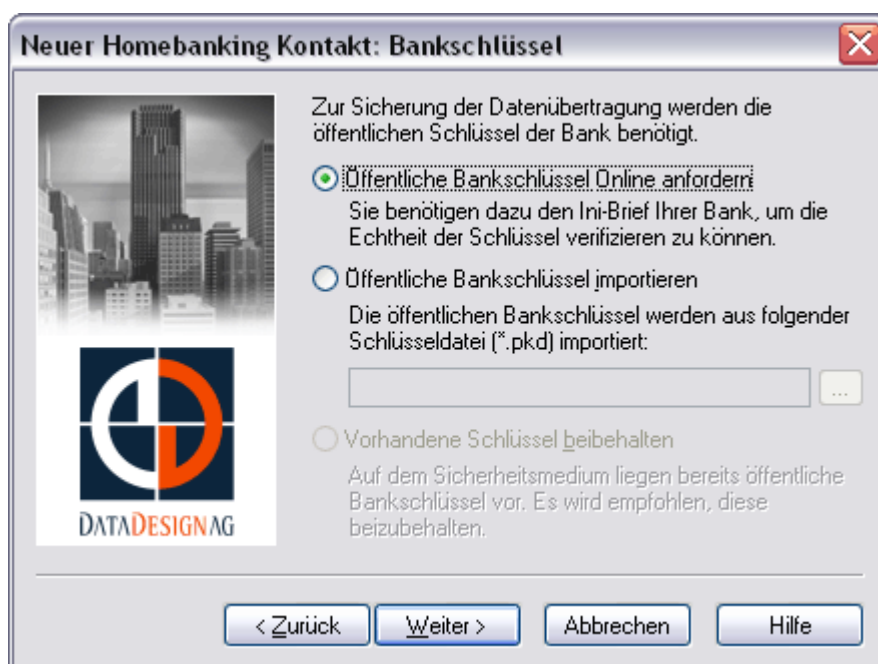 Neuer Homebanking Kontakt: Bankschlüssel
Zur Sicherung der Datenübertragung werden die
öffentlichen Schlüssel der Bank benötigt.
Öffentliche Bankschlüssel Online anfordern
Sie benötigen dazu den Ini-Brief Ihrer Bank, um die
Echtheit der Schlüssel verifizieren zu können.
Öffentliche Bankschlüssel importieren
Die öffentlichen Bankschlüssel werden aus folgender
Schlüsseldatei (*.pkd) importiert:
...
Vorhandene Schlüssel beibehalten
Auf dem Sicherheitsmedium liegen bereits öffentliche
Bankschlüssel vor. Es wird empfohlen, diese
beizubehalten.
DATADESIGNAG
< Zurück
Weiter >
Abbrechen
Hilfe